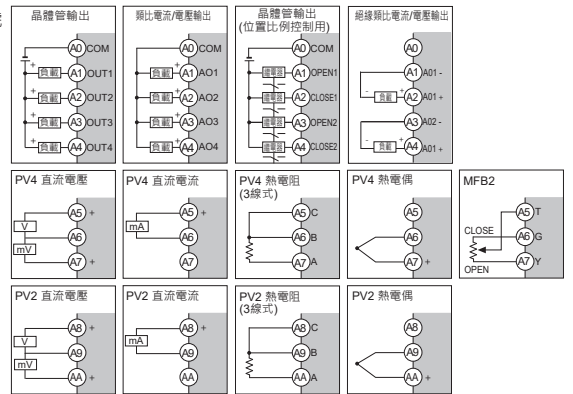 晶體管輸出
A0 COM
+ 負載 A1 OUT1
+ 負載 A2 OUT2
+ 負載 A3 OUT3
+ 負載 A4 OUT4
類比電流/電壓輸出
A0 COM
負載 + A1 AO1
負載 + A2 AO2
負載 + A3 AO3
負載 + A4 AO4
晶體管輸出
(位置比例控制用)
A0 COM
繼電器 A1 OPEN1
繼電器 A2 CLOSE1
繼電器 A3 OPEN2
繼電器 A4 CLOSE2
絕緣類比電流/電壓輸出
A0
A1 A01 -
- 負載 + A2 A01 +
A3 A02 -
- 負載 + A4 A01 +
PV4 直流電壓
A5 +
V
A6
mV
A7 +
PV4 直流電流
A5 +
mA
A6
A7
PV4 熱電阻
(3線式)
A5 C
A6 B
A7 A
PV4 熱電偶
A5
A6
A7 +
MFB2
A5 T
CLOSE
A6 G
A7 Y
OPEN
PV2 直流電壓
A8 +
V
A9
mV
AA +
PV2 直流電流
A8 +
mA
A9
AA
PV2 熱電阻
(3線式)
A8 C
A9 B
AA A
PV2 熱電偶
A8
A9
AA +